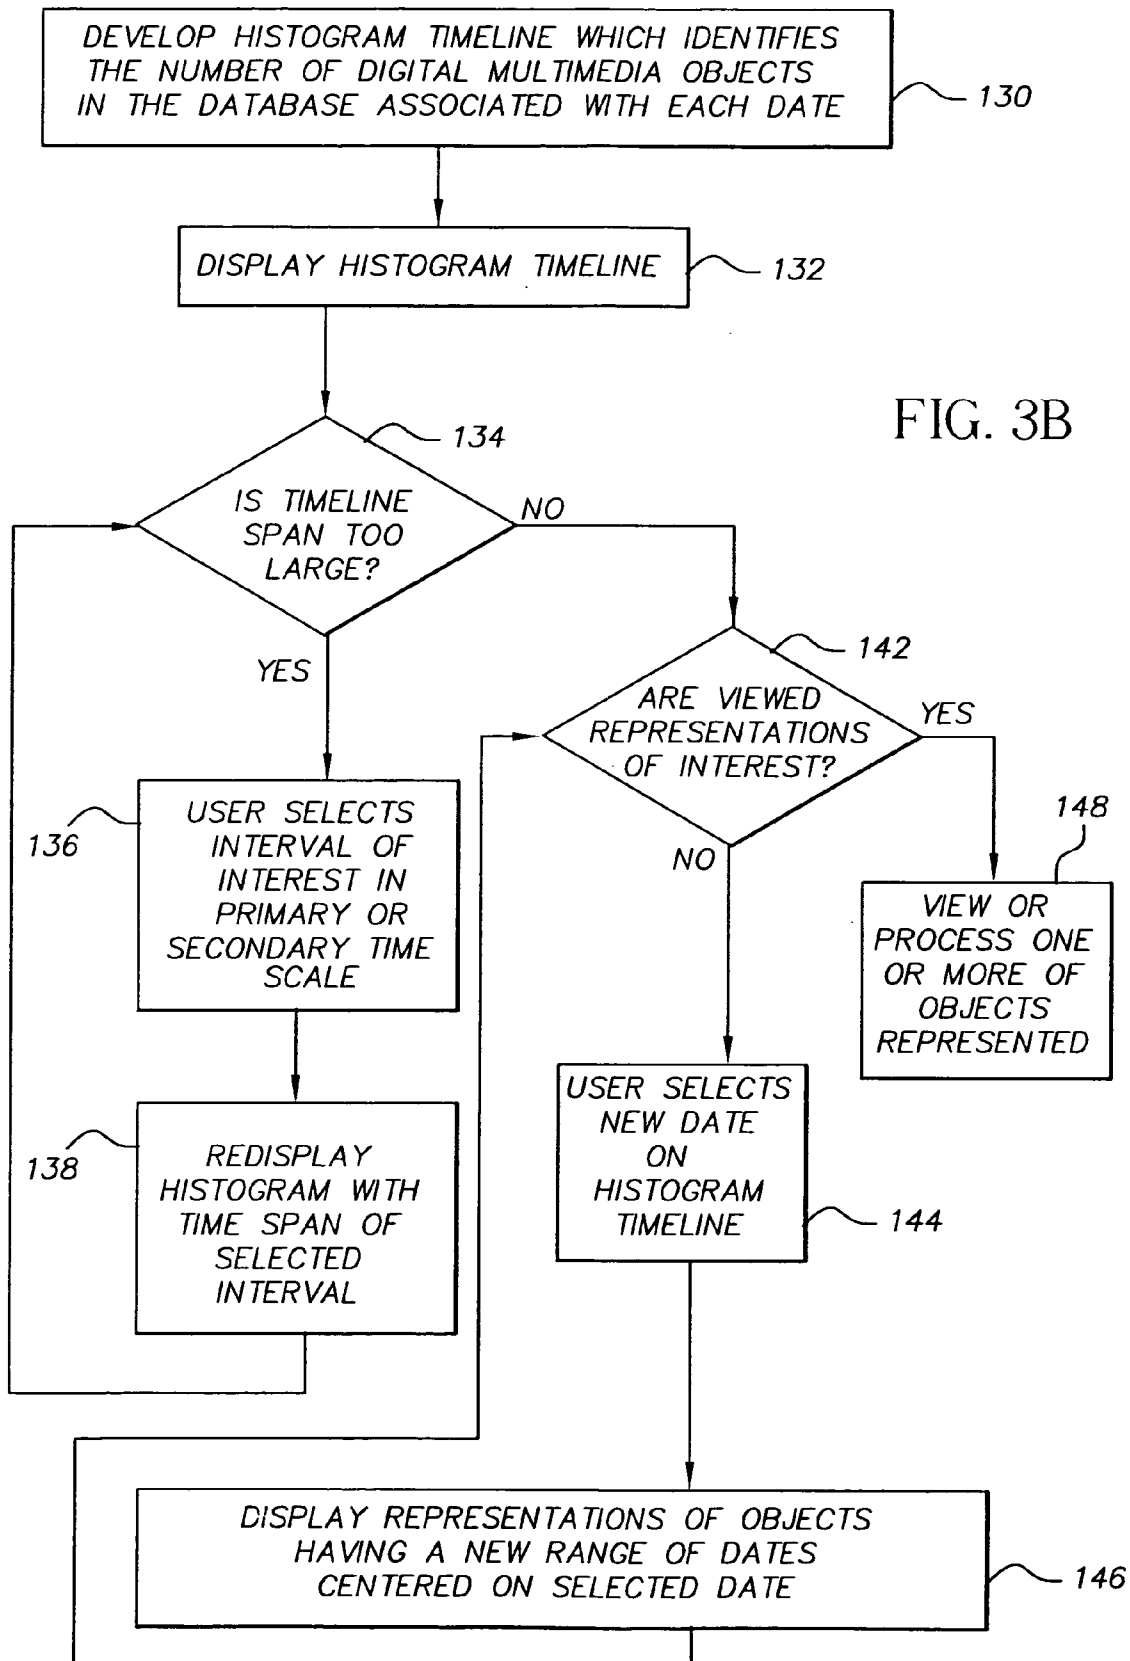 DEVELOP HISTOGRAM TIMELINE WHICH IDENTIFIES
THE NUMBER OF DIGITAL MULTIMEDIA OBJECTS
IN THE DATABASE ASSOCIATED WITH EACH DATE
130
DISPLAY HISTOGRAM TIMELINE
132
FIG. 3B
134
IS TIMELINE
SPAN TOO
LARGE?
NO
YES
142
ARE VIEWED
REPRESENTATIONS
OF INTEREST?
YES
NO
136
USER SELECTS
INTERVAL OF
INTEREST IN
PRIMARY OR
SECONDARY TIME
SCALE
148
VIEW OR
PROCESS ONE
OR MORE OF
OBJECTS
REPRESENTED
138
REDISPLAY
HISTOGRAM WITH
TIME SPAN OF
SELECTED
INTERVAL
USER SELECTS
NEW DATE
ON
HISTOGRAM
TIMELINE
144
DISPLAY REPRESENTATIONS OF OBJECTS
HAVING A NEW RANGE OF DATES
CENTERED ON SELECTED DATE
146